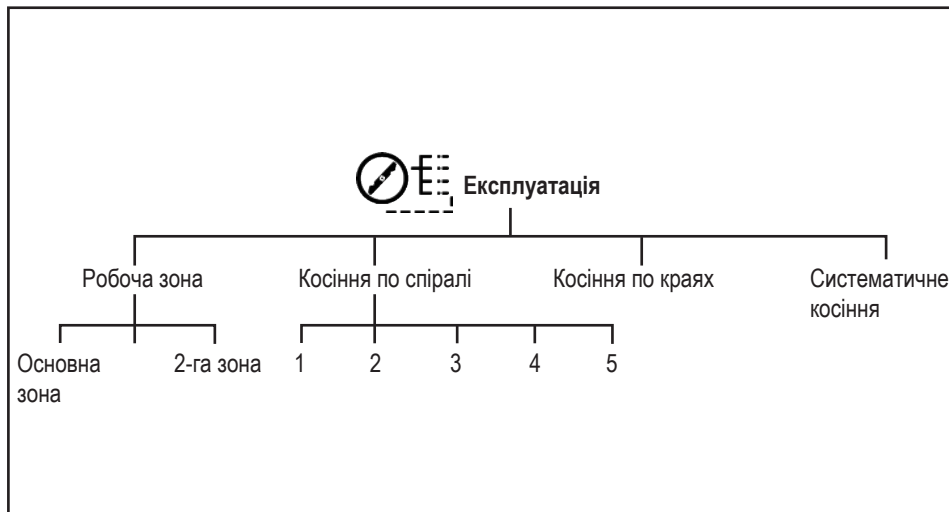 Експлуатація
Робоча зона
Косіння по спіралі
Косіння по краях
Систематичне
косіння
Основна
зона
2-га зона
1
2
3
4
5